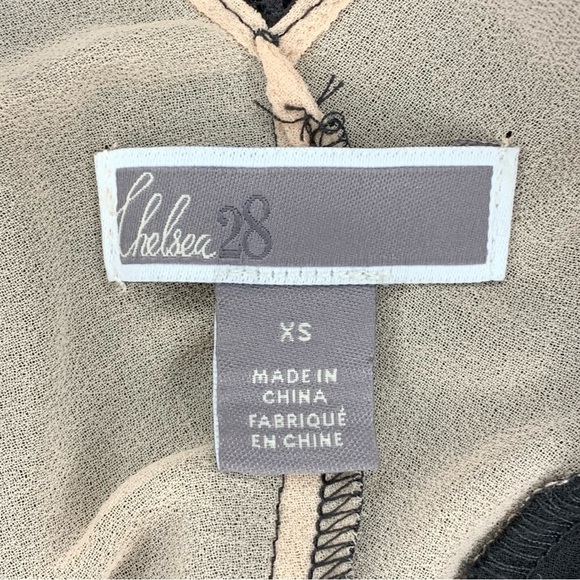 Chelsea28
XS
MADE IN
CHINA
FABRIQUÉ
EN CHINE